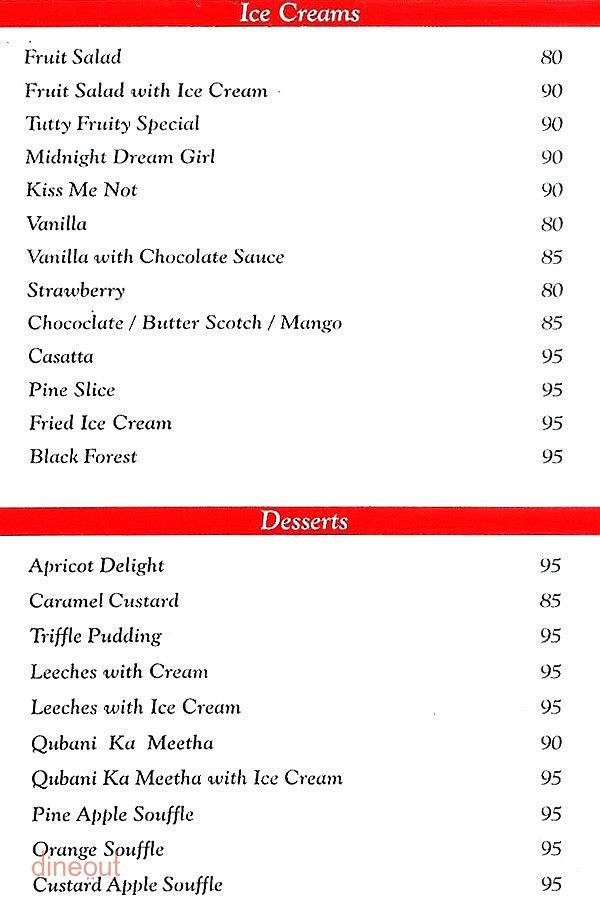 Ice Creams
Fruit Salad 80
Fruit Salad with Ice Cream 90
Tutty Fruity Special 90
Midnight Dream Girl 90
Kiss Me Not 90
Vanilla 80
Vanilla with Chocolate Sauce 85
Strawberry 80
Chococlate / Butter Scotch / Mango 85
Casatta 95
Pine Slice 95
Fried Ice Cream 95
Black Forest 95
Desserts
Apricot Delight 95
Caramel Custard 85
Triffle Pudding 95
Leeches with Cream 95
Leeches with Ice Cream 95
Qubani Ka Meetha 90
Qubani Ka Meetha with Ice Cream 95
Pine Apple Souffle 95
Orange Souffle 95
dineout
Custard Apple Souffle 95